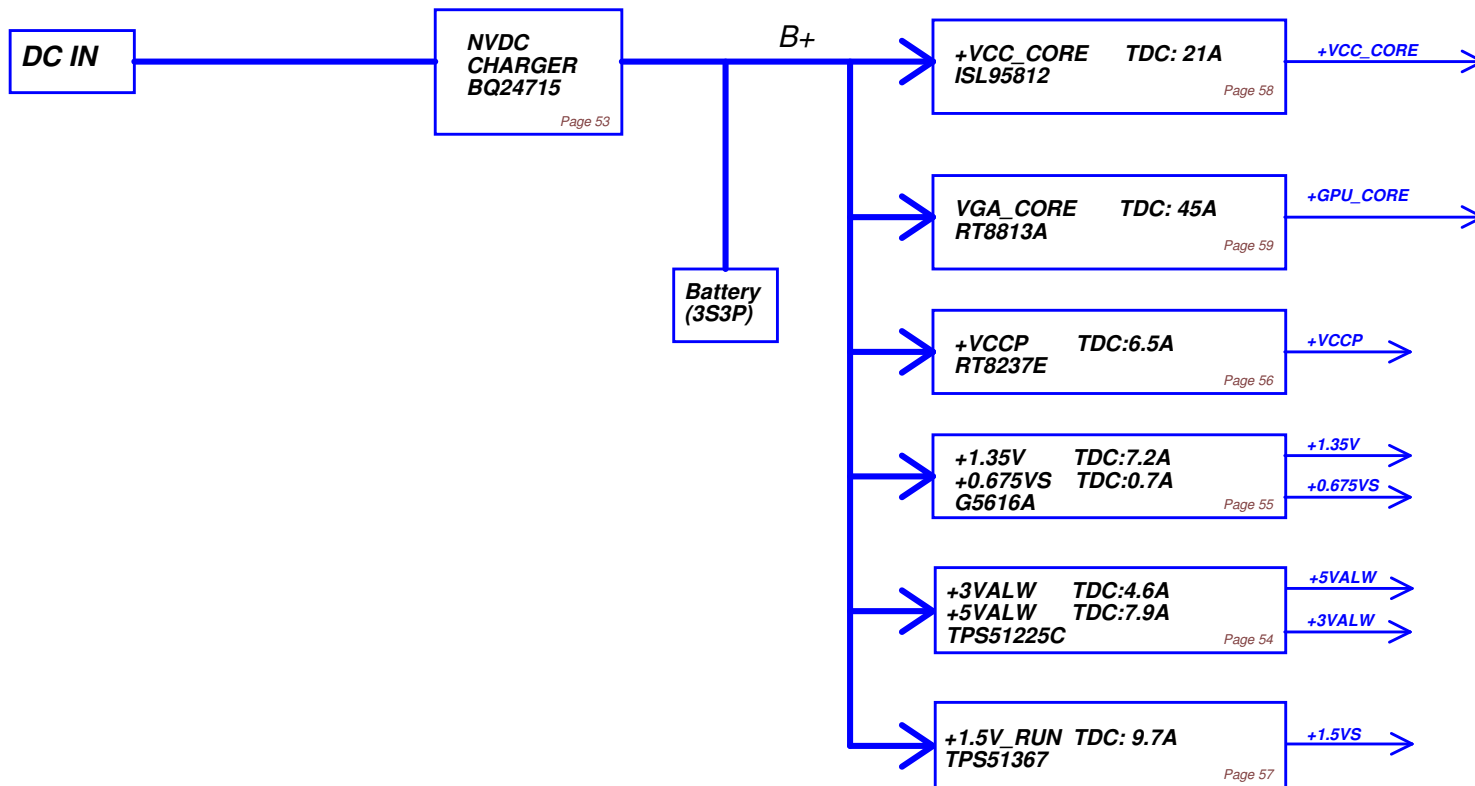 DC IN
NVDC
CHARGER
BQ24715
Page 53
B+
Battery
(3S3P)
+VCC_CORE TDC: 21A
ISL95812
Page 58
+VCC_CORE
VGA_CORE TDC: 45A
RT8813A
Page 59
+GPU_CORE
+VCCP TDC:6.5A
RT8237E
Page 56
+VCCP
+1.35V TDC:7.2A
+0.675VS TDC:0.7A
G5616A
Page 55
+1.35V
+0.675VS
+3VALW TDC:4.6A
+5VALW TDC:7.9A
TPS51225C
Page 54
+5VALW
+3VALW
+1.5V_RUN TDC: 9.7A
TPS51367
Page 57
+1.5VS